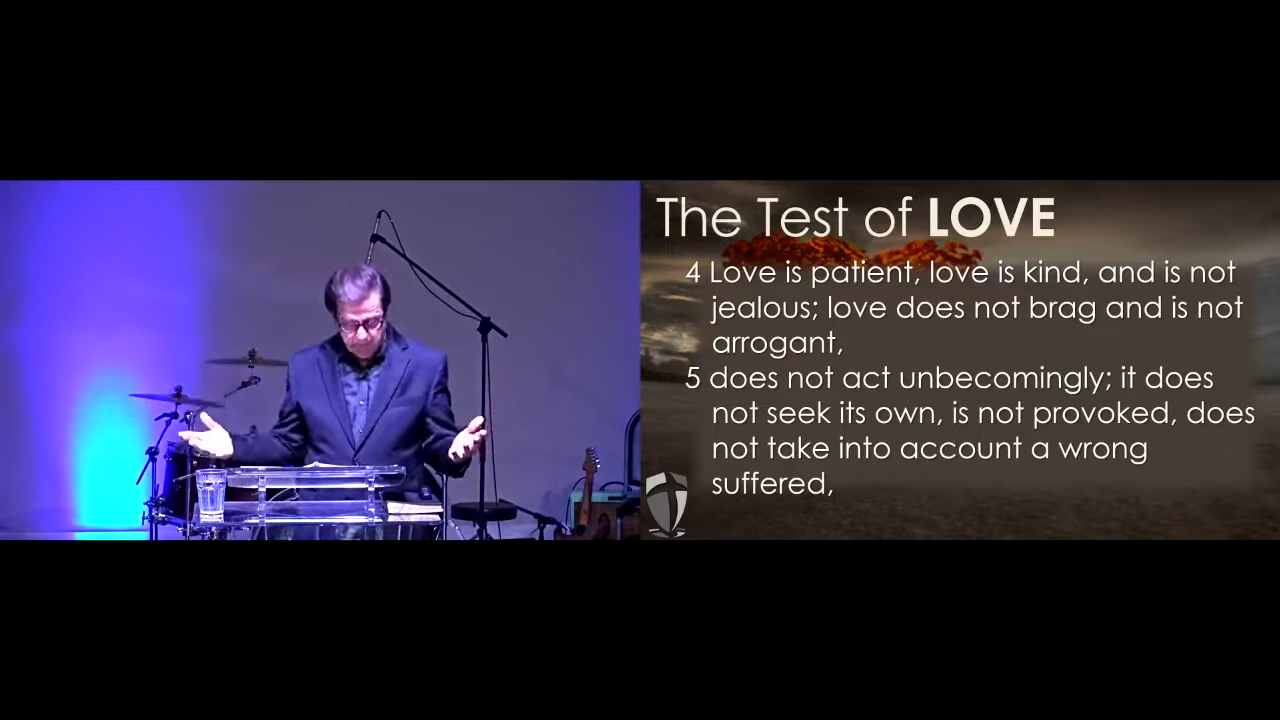 The Test of LOVE
4 Love is patient, love is kind, and is not
jealous; love does not brag and is not
arrogant,
5 does not act unbecomingly; it does
not seek its own, is not provoked, does
not take into account a wrong
suffered,